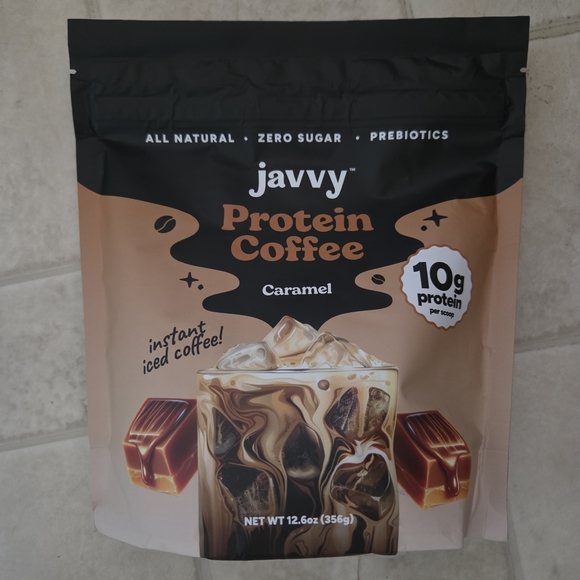 ALL NATURAL • ZERO SUGAR • PREBIOTICS
javvy™
Protein
Coffee
Caramel
10g
protein
per scoop
instant
iced coffee!
NET WT 12.6oz (356g)